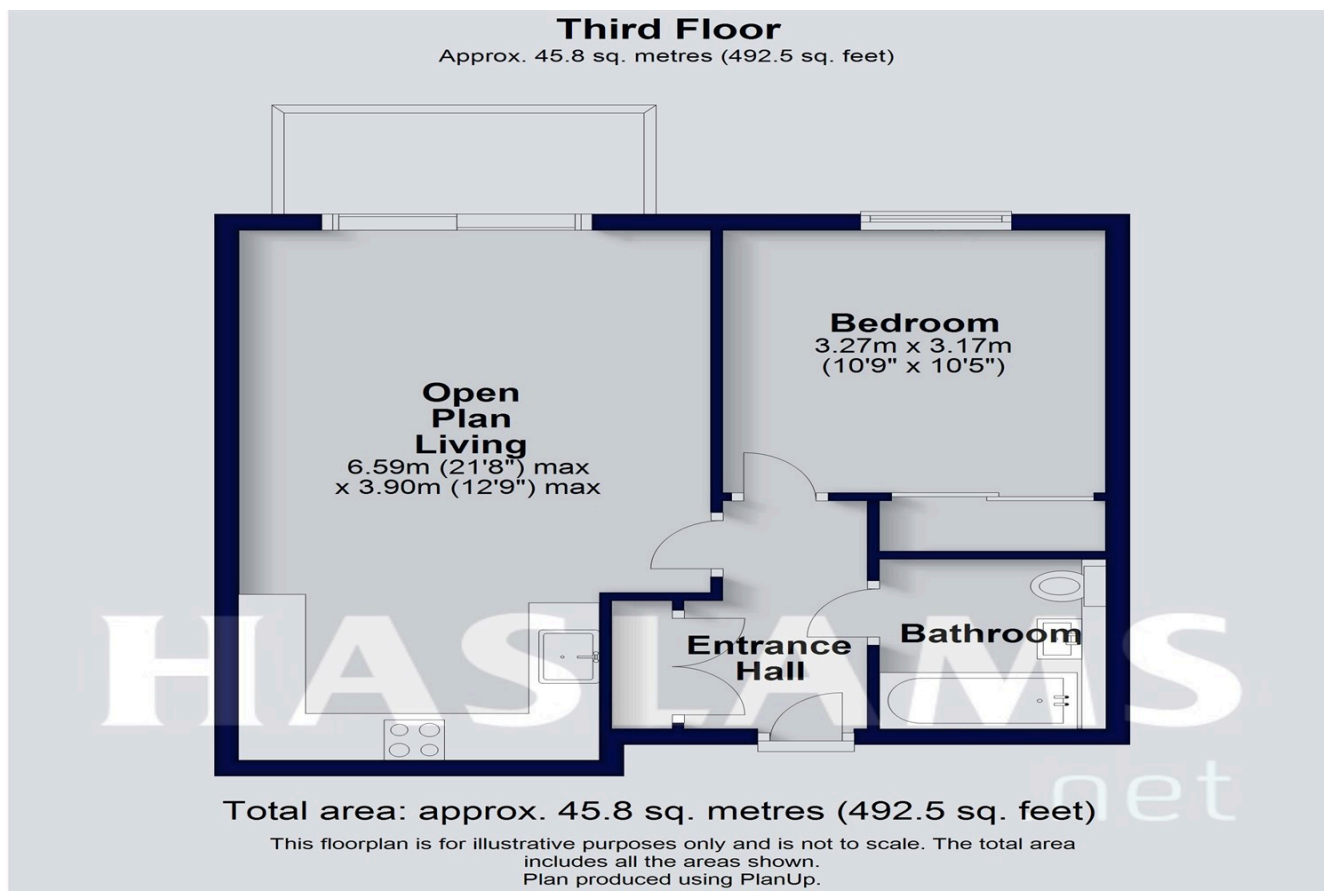 Third Floor
Approx. 45.8 sq. metres (492.5 sq. feet)
Bedroom
3.27m x 3.17m
(10'9" x 10'5")
Open
Plan
Living
6.59m (21'8") max
x 3.90m (12'9") max
HASLAMS
net
Entrance
Hall
Bathroom
Total area: approx. 45.8 sq. metres (492.5 sq. feet)
This floorplan is for illustrative purposes only and is not to scale. The total area
includes all the areas shown.
Plan produced using PlanUp.